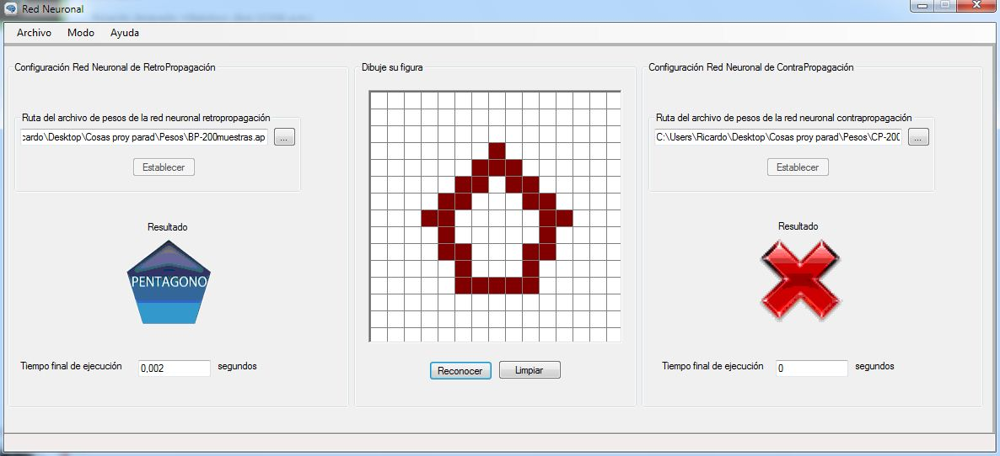 Red Neuronal
Archivo Modo Ayuda
Configuración Red Neuronal de RetroPropagación
Ruta del archivo de pesos de la red neuronal retropropagación
cardo\Desktop\Cosas proy parad\Pesos\BP-200muestras.ap
...
Establecer
Resultado
PENTAGONO
Tiempo final de ejecución 0,002 segundos
Dibuje su figura
Reconocer Limpiar
Configuración Red Neuronal de ContraPropagación
Ruta del archivo de pesos de la red neuronal contrapropagación
C:\Users\Ricardo\Desktop\Cosas proy parad\Pesos\CP-200
...
Establecer
Resultado
Tiempo final de ejecución 0 segundos